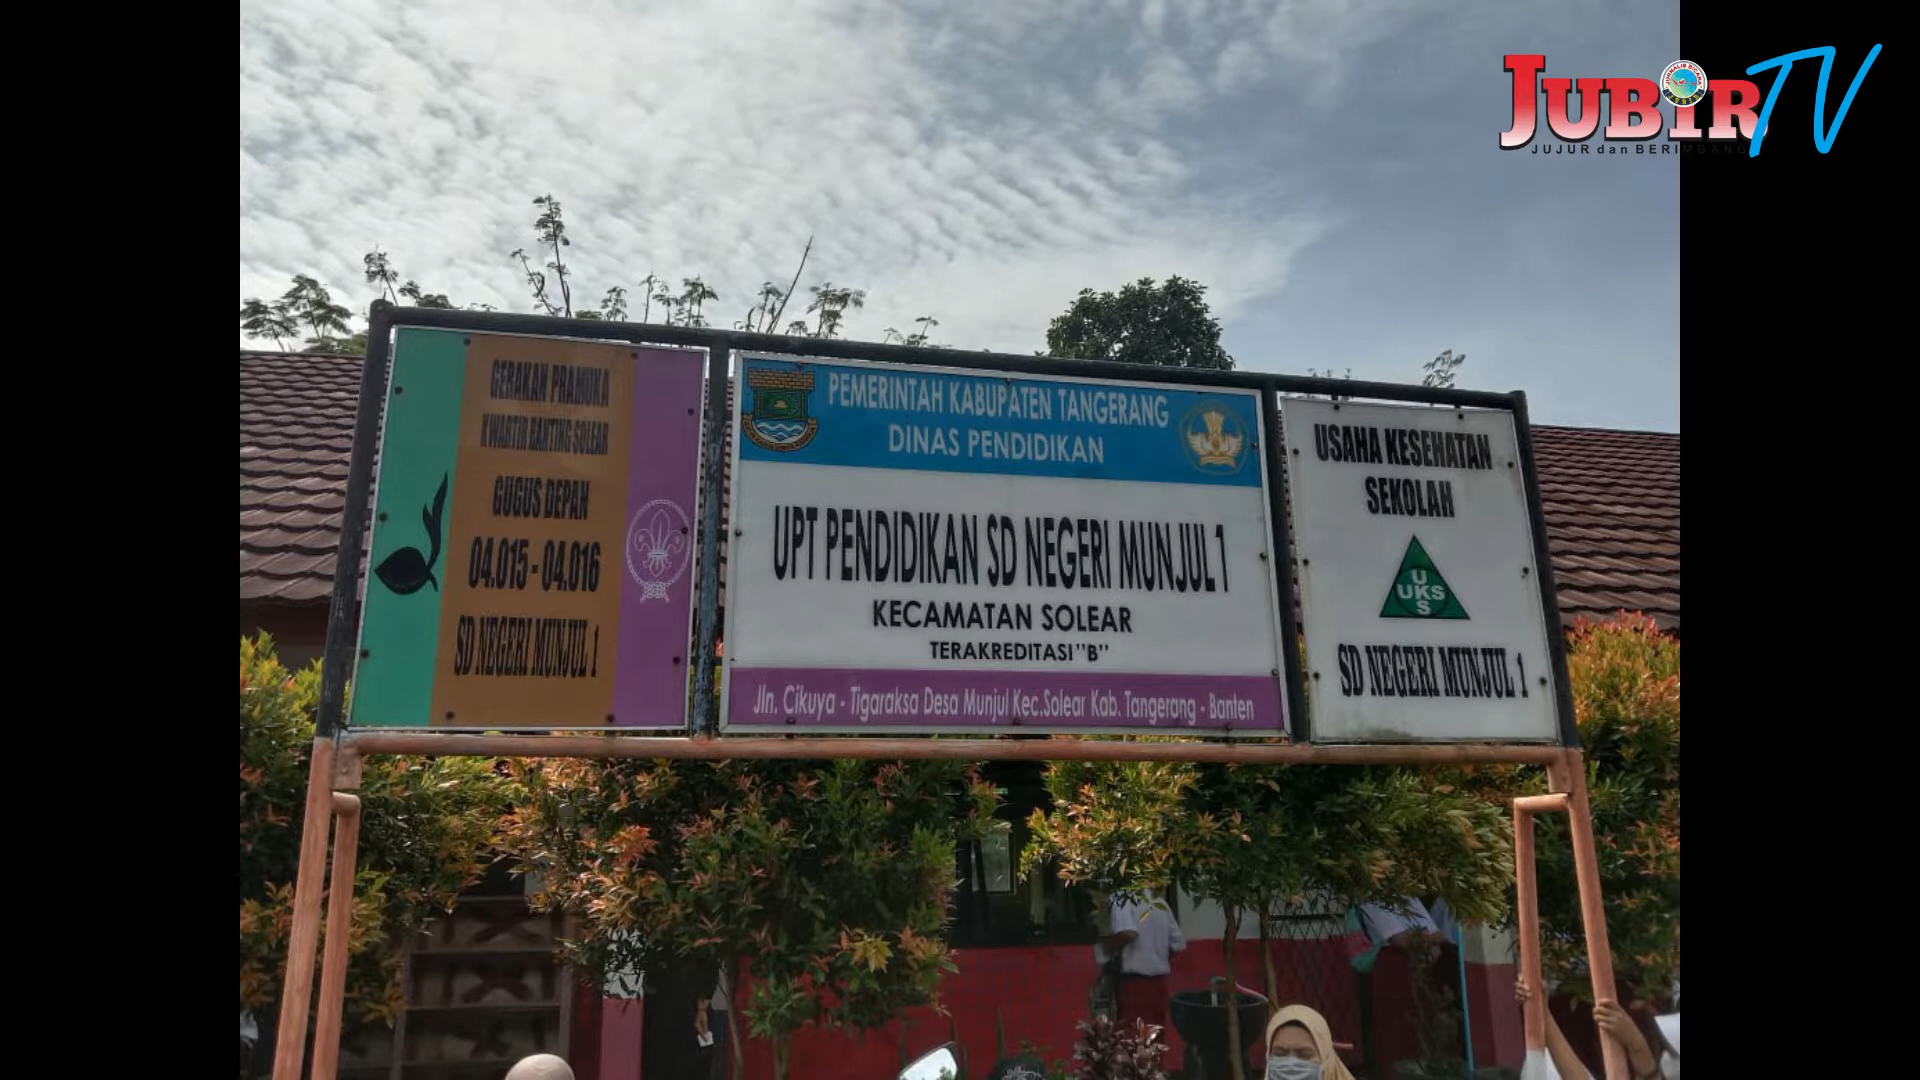 JUBIR TV
JUJUR dan BERIMBANG
GERAKAN PRAMUKA
KWARTIR RANTING SOLEAR
GUGUS DEPAN
04.015 - 04.016
SD NEGERI MUNJUL 1
PEMERINTAH KABUPATEN TANGERANG
DINAS PENDIDIKAN
UPT PENDIDIKAN SD NEGERI MUNJUL 1
KECAMATAN SOLEAR
TERAKREDITASI "B"
Jln. Cikuya - Tigaraksa Desa Munjul Kec.Solear Kab. Tangerang - Banten
USAHA KESEHATAN
SEKOLAH
U
UKS
S
SD NEGERI MUNJUL 1